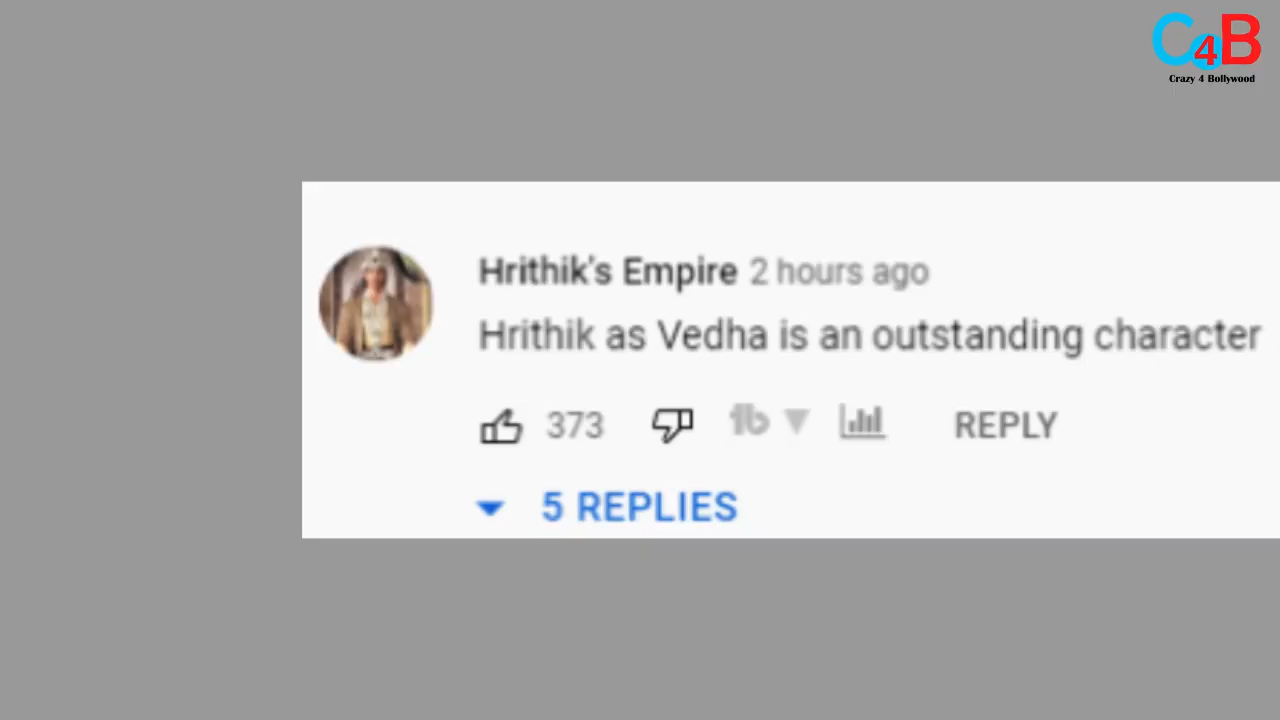 C4B
Crazy 4 Bollywood
Hrithik's Empire 2 hours ago
Hrithik as Vedha is an outstanding character
373 tb REPLY
5 REPLIES